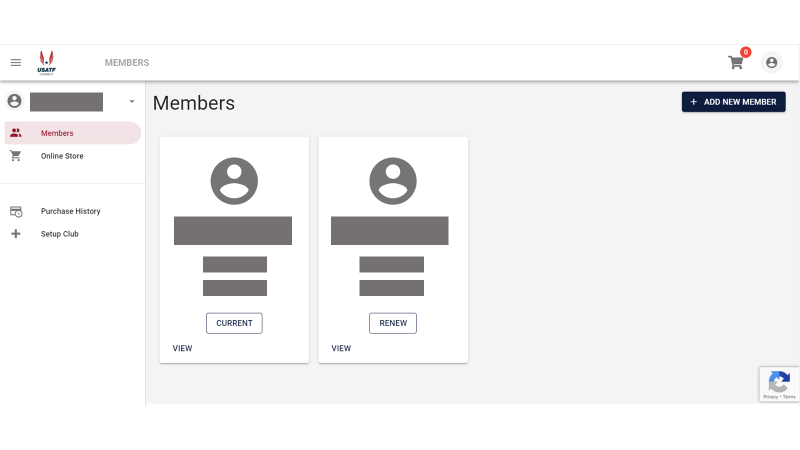 0
USATF
MEMBERS
Members
ADD NEW MEMBER
Members
Online Store
Purchase History
Setup Club
CURRENT
RENEW
VIEW
VIEW
Privacy - Terms